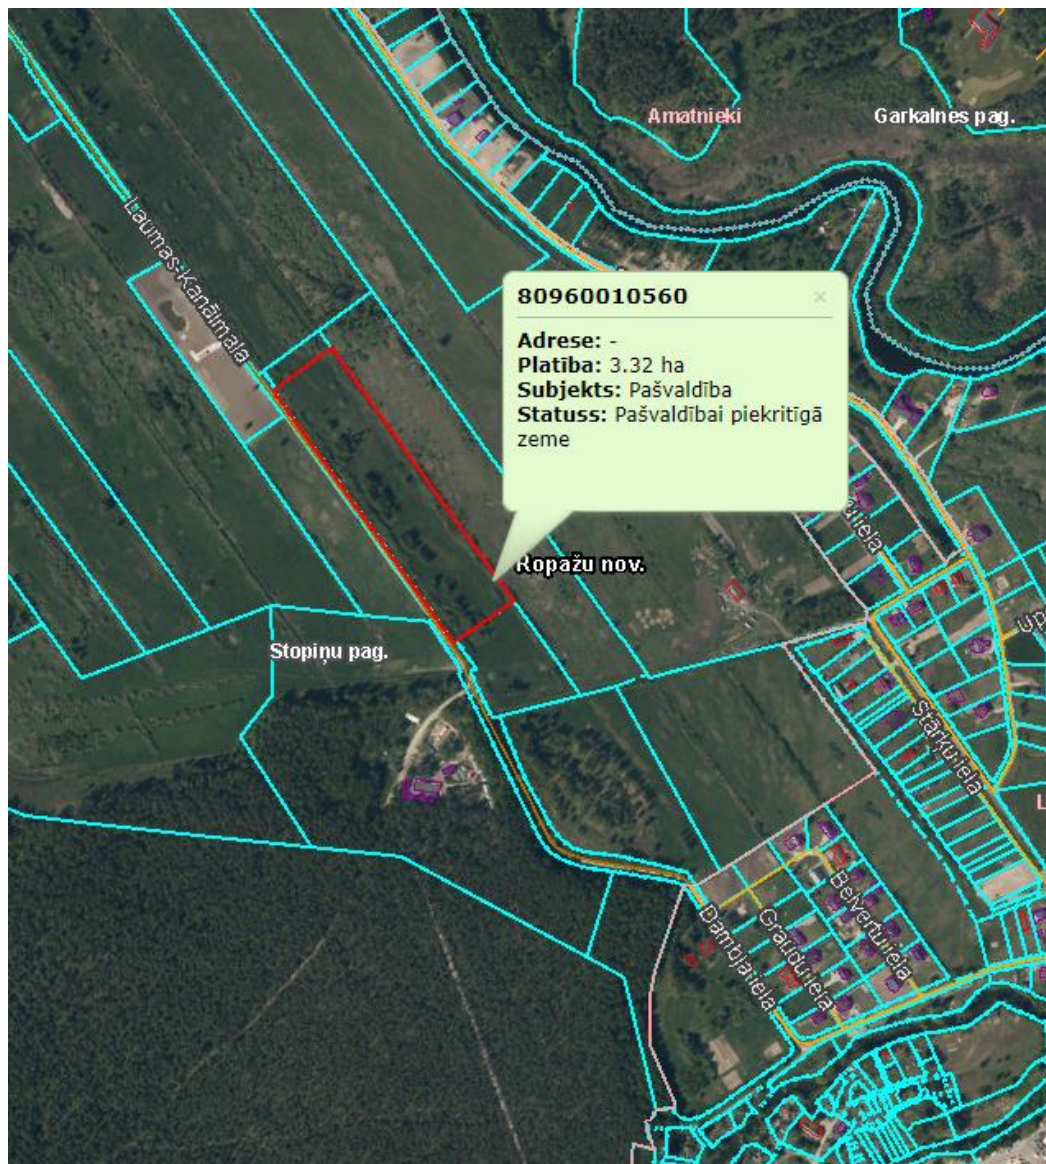 Amatnieki
Garkalnes pag.
Laumas-Kanālmala
80960010560
×
Adrese: -
Platība: 3.32 ha
Subjekts: Pašvaldība
Statuss: Pašvaldībai piekritīgā
zeme
Ropažu nov.
Stopiņu pag.
Stārķu iela
Belvertu iela
Graudu iela
Dambja iela